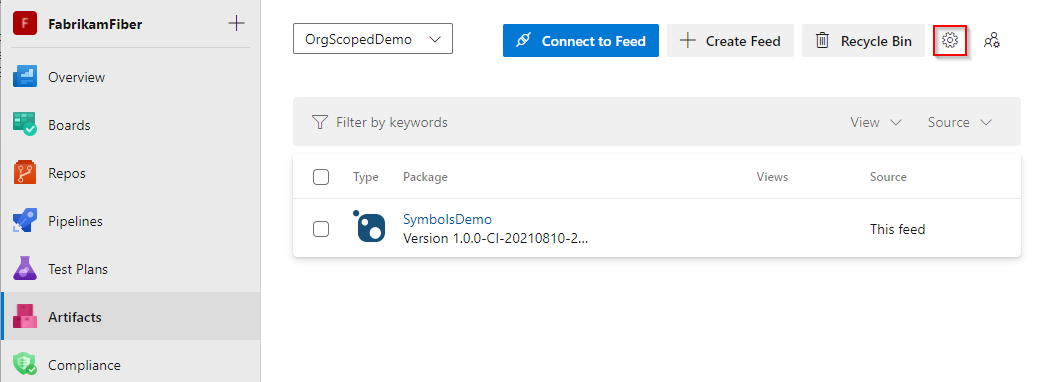 F FabrikamFiber
Overview
Boards
Repos
Pipelines
Test Plans
Artifacts
Compliance
OrgScopedDemo
Connect to Feed
Create Feed
Recycle Bin
Filter by keywords
View
Source
Type Package Views Source
SymbolsDemo
Version 1.0.0-CI-20210810-2...
This feed